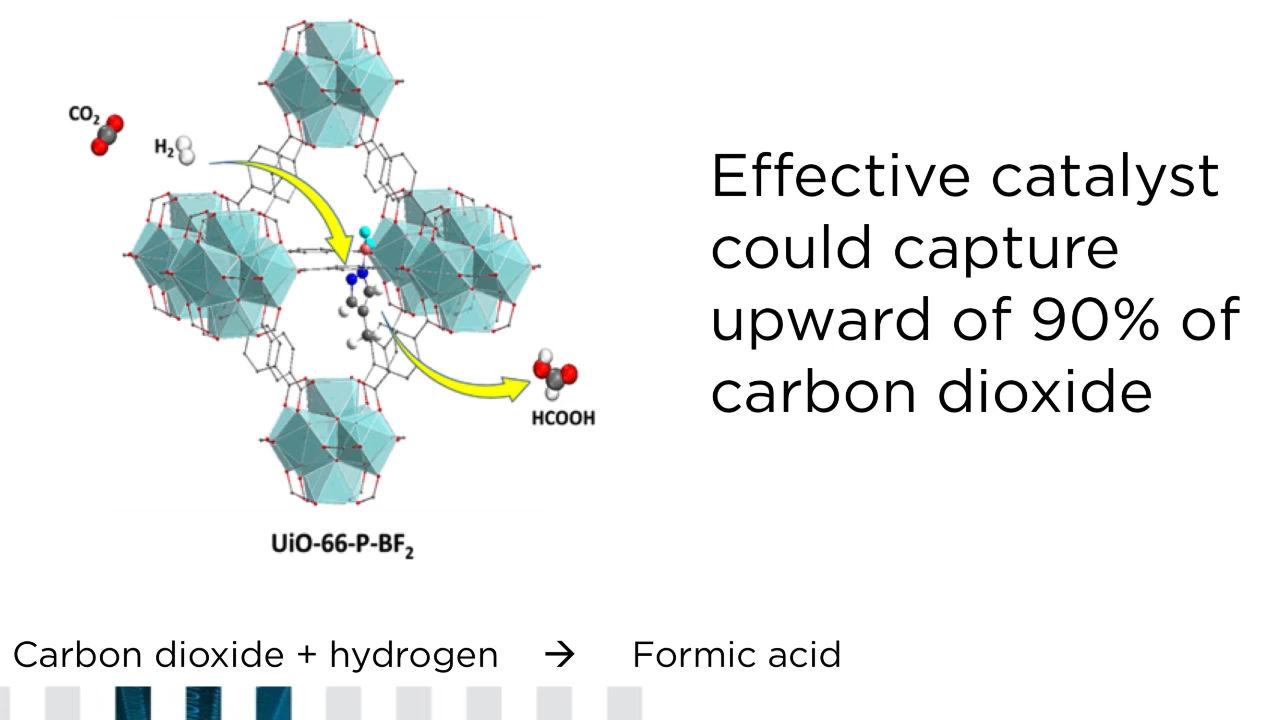 CO₂
H₂
Effective catalyst
could capture
upward of 90% of
carbon dioxide
HCOOH
UiO-66-P-BF₂
Carbon dioxide + hydrogen → Formic acid